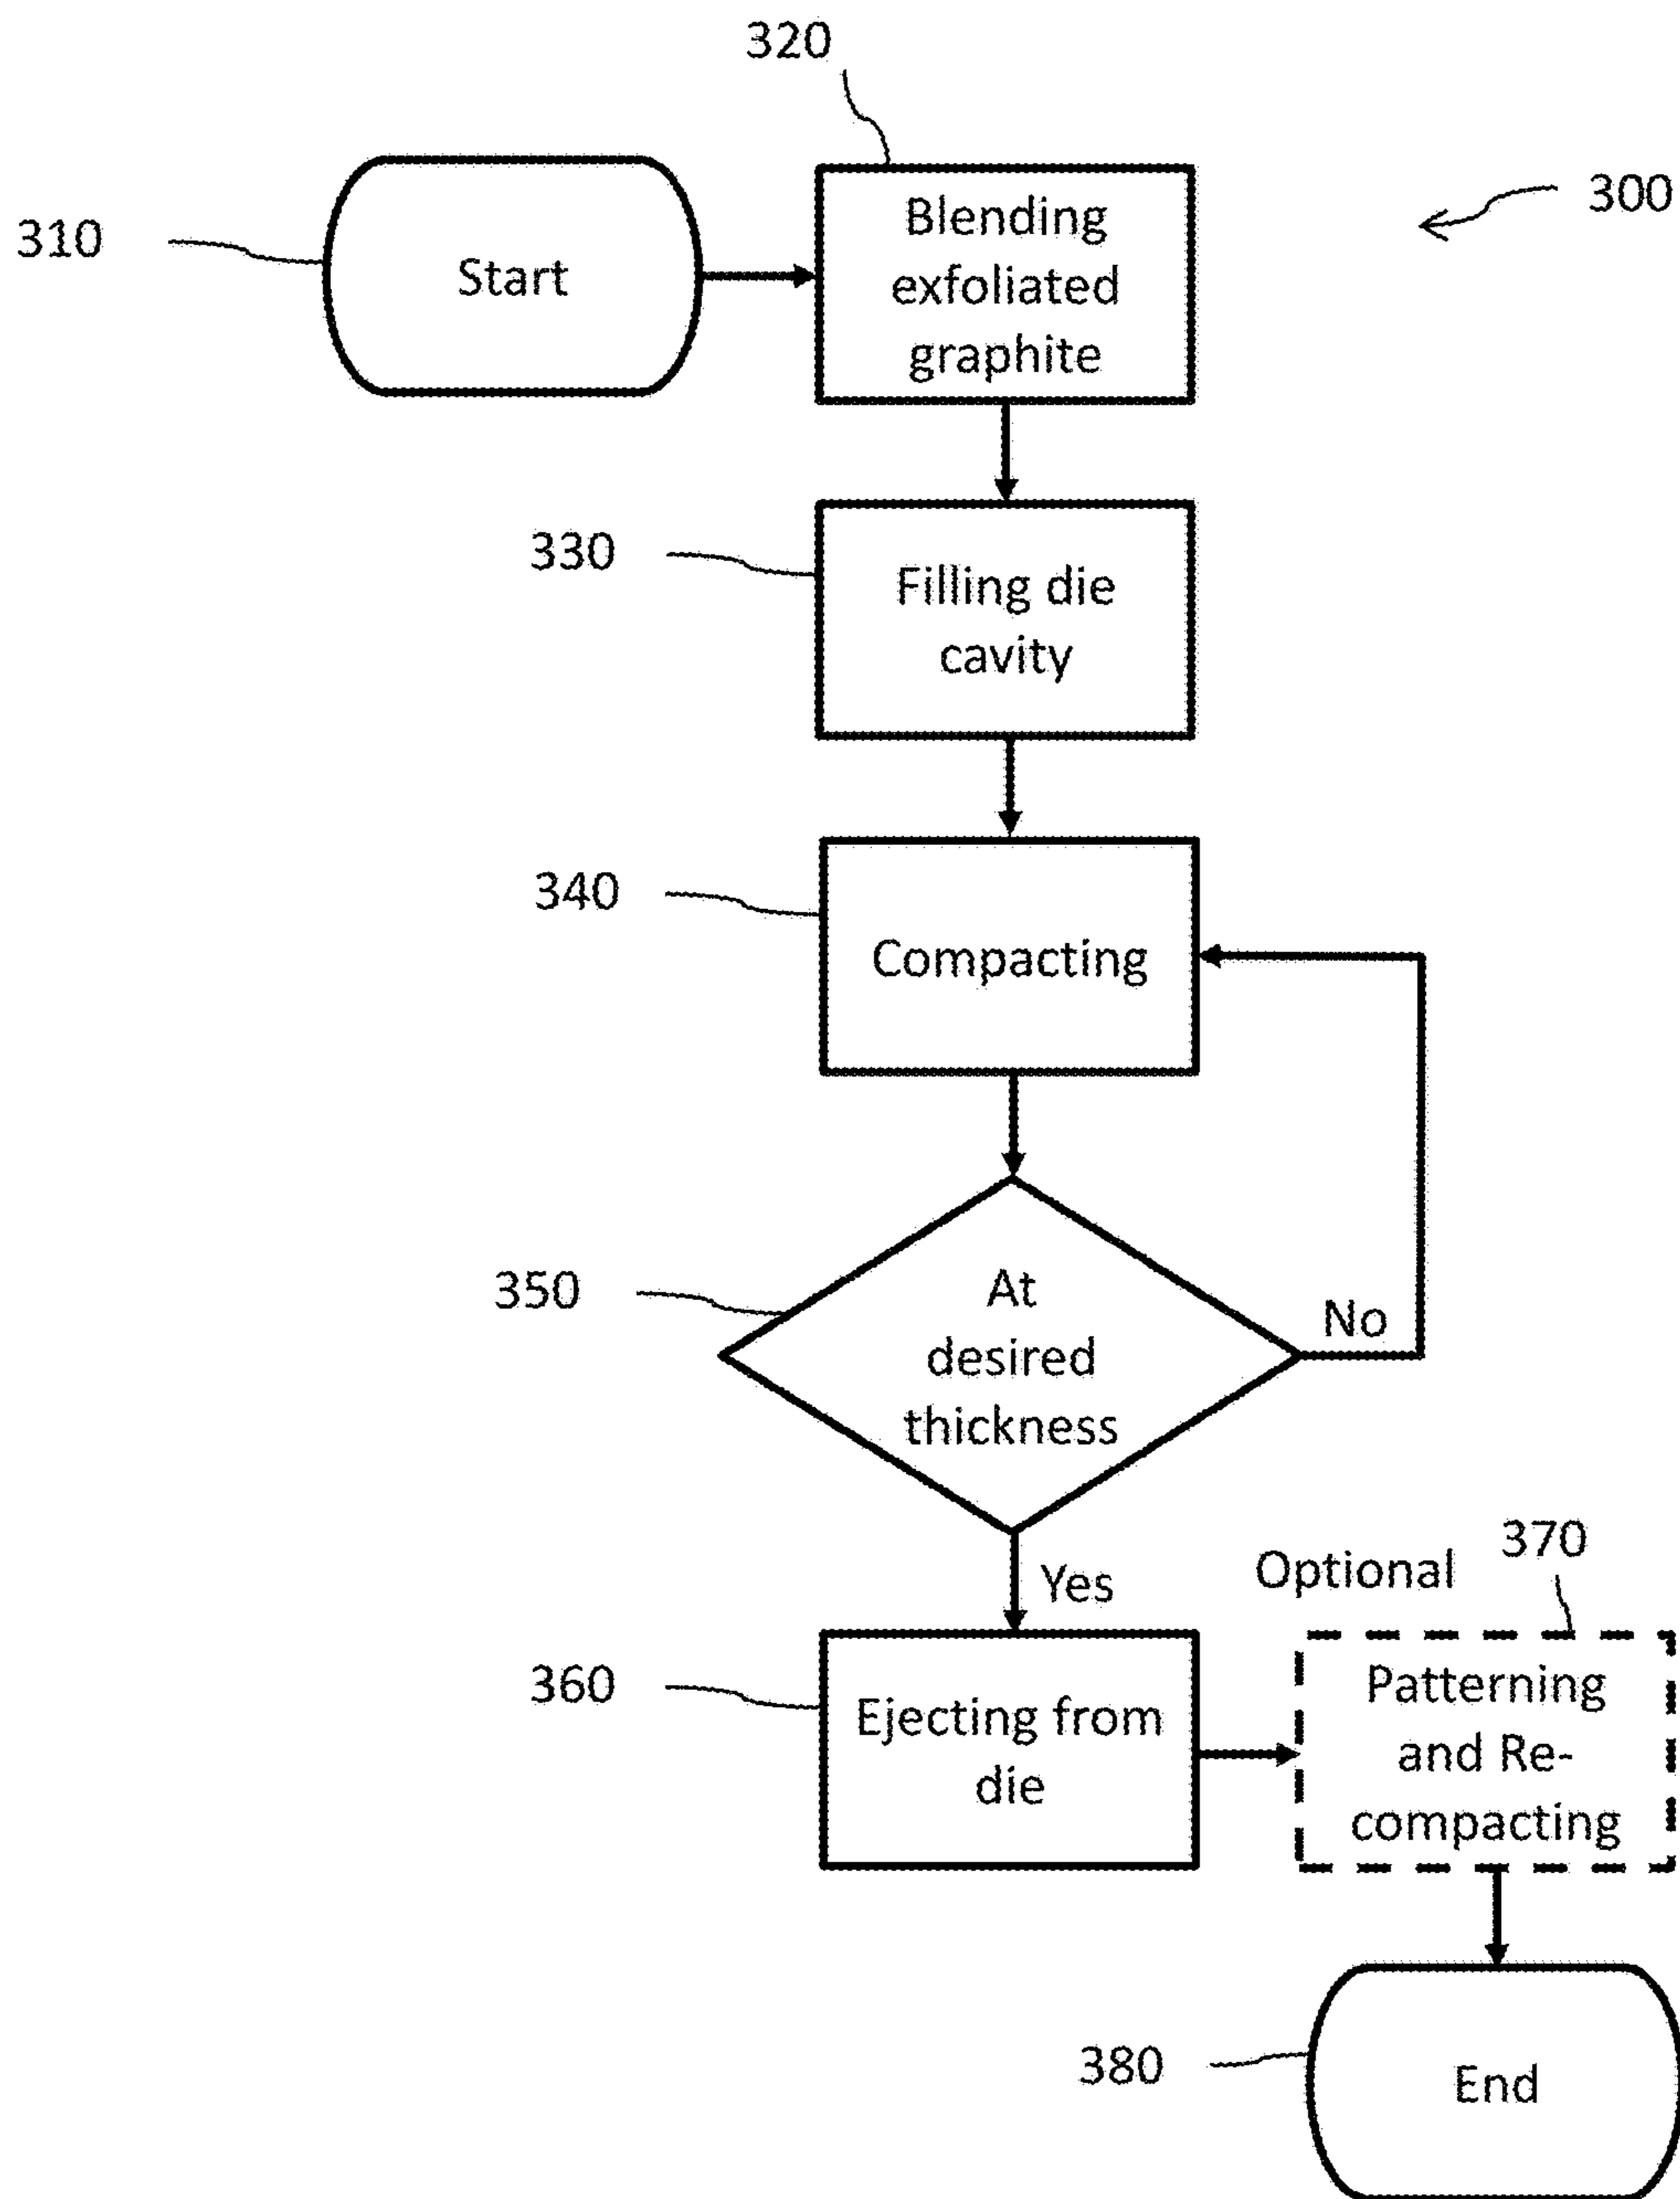 320
300
310
Start
Blending
exfoliated
graphite
330
Filling die
cavity
340
Compacting
350
At
desired
thickness
No
Yes
Optional
370
360
Ejecting from
die
Patterning
and Re-
compacting
380
End